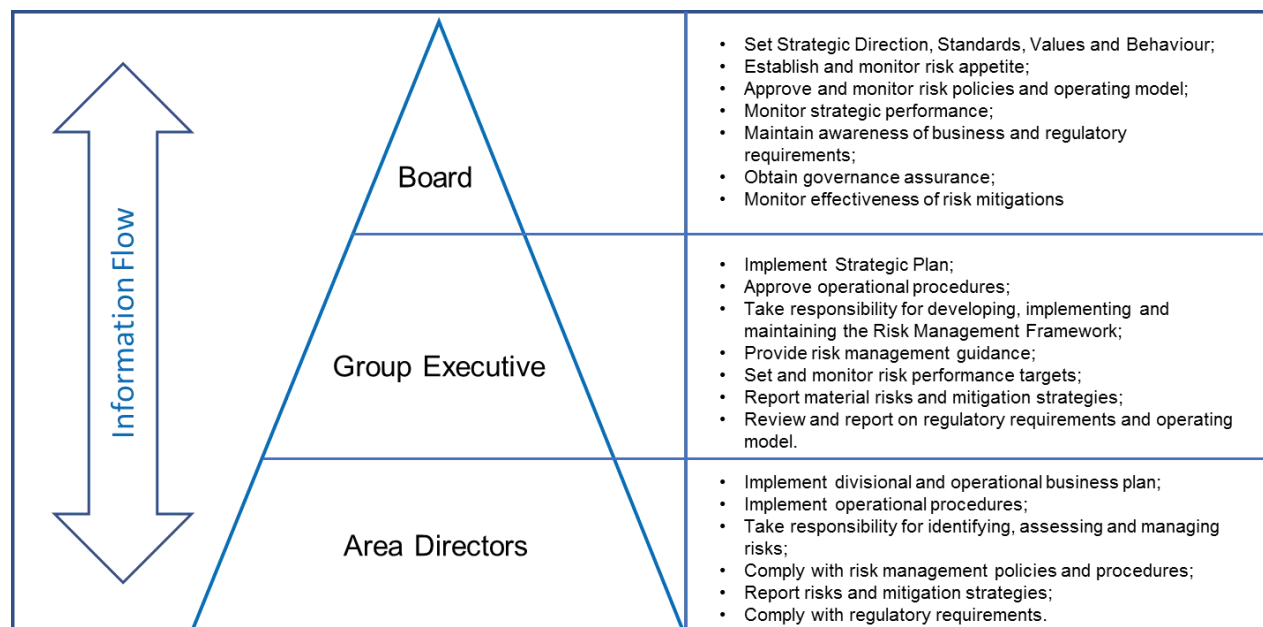 Information Flow
Board
• Set Strategic Direction, Standards, Values and Behaviour;
• Establish and monitor risk appetite;
• Approve and monitor risk policies and operating model;
• Monitor strategic performance;
• Maintain awareness of business and regulatory
requirements;
• Obtain governance assurance;
• Monitor effectiveness of risk mitigations
Group Executive
• Implement Strategic Plan;
• Approve operational procedures;
• Take responsibility for developing, implementing and
maintaining the Risk Management Framework;
• Provide risk management guidance;
• Set and monitor risk performance targets;
• Report material risks and mitigation strategies;
• Review and report on regulatory requirements and operating
model.
Area Directors
• Implement divisional and operational business plan;
• Implement operational procedures;
• Take responsibility for identifying, assessing and managing
risks;
• Comply with risk management policies and procedures;
• Report risks and mitigation strategies;
• Comply with regulatory requirements.